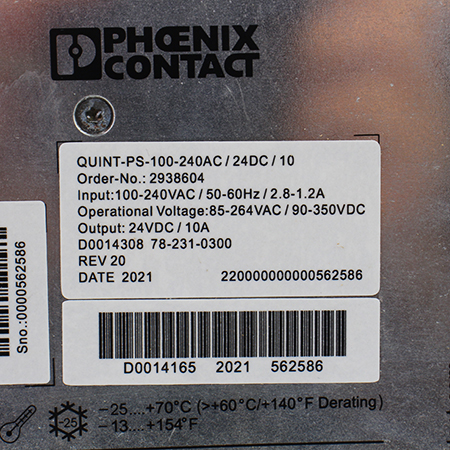 PHŒNIX
CONTACT
QUINT-PS-100-240AC / 24DC / 10
Order-No.: 2938604
Input:100-240VAC / 50-60Hz / 2.8-1.2A
Operational Voltage:85-264VAC / 90-350VDC
Output: 24VDC / 10A
D0014308 78-231-0300
REV 20
DATE 2021 220000000000562586
Sno.:0000562586
D0014165 2021 562586
-25
–25....+70°C (>+60°C/+140°F Derating)
–13....+154°F